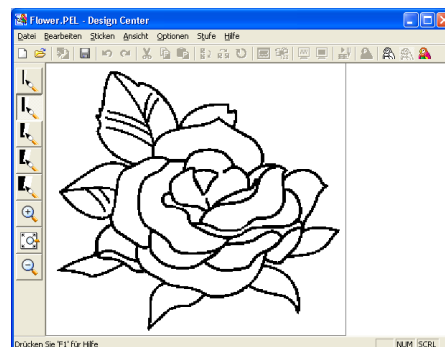 Flower.PEL - Design Center
Datei Bearbeiten Sticken Ansicht Optionen Stufe Hilfe
Drücken Sie 'F1' für Hilfe NUM SCRL